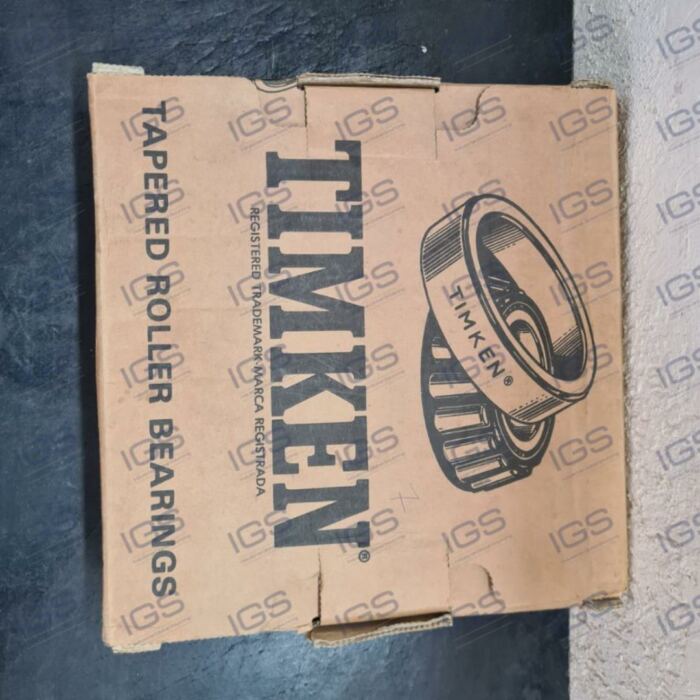 TIMKEN®
TIMKEN®
REGISTERED TRADEMARK-MARCA REGISTRADA
TAPERED ROLLER BEARINGS
IGS